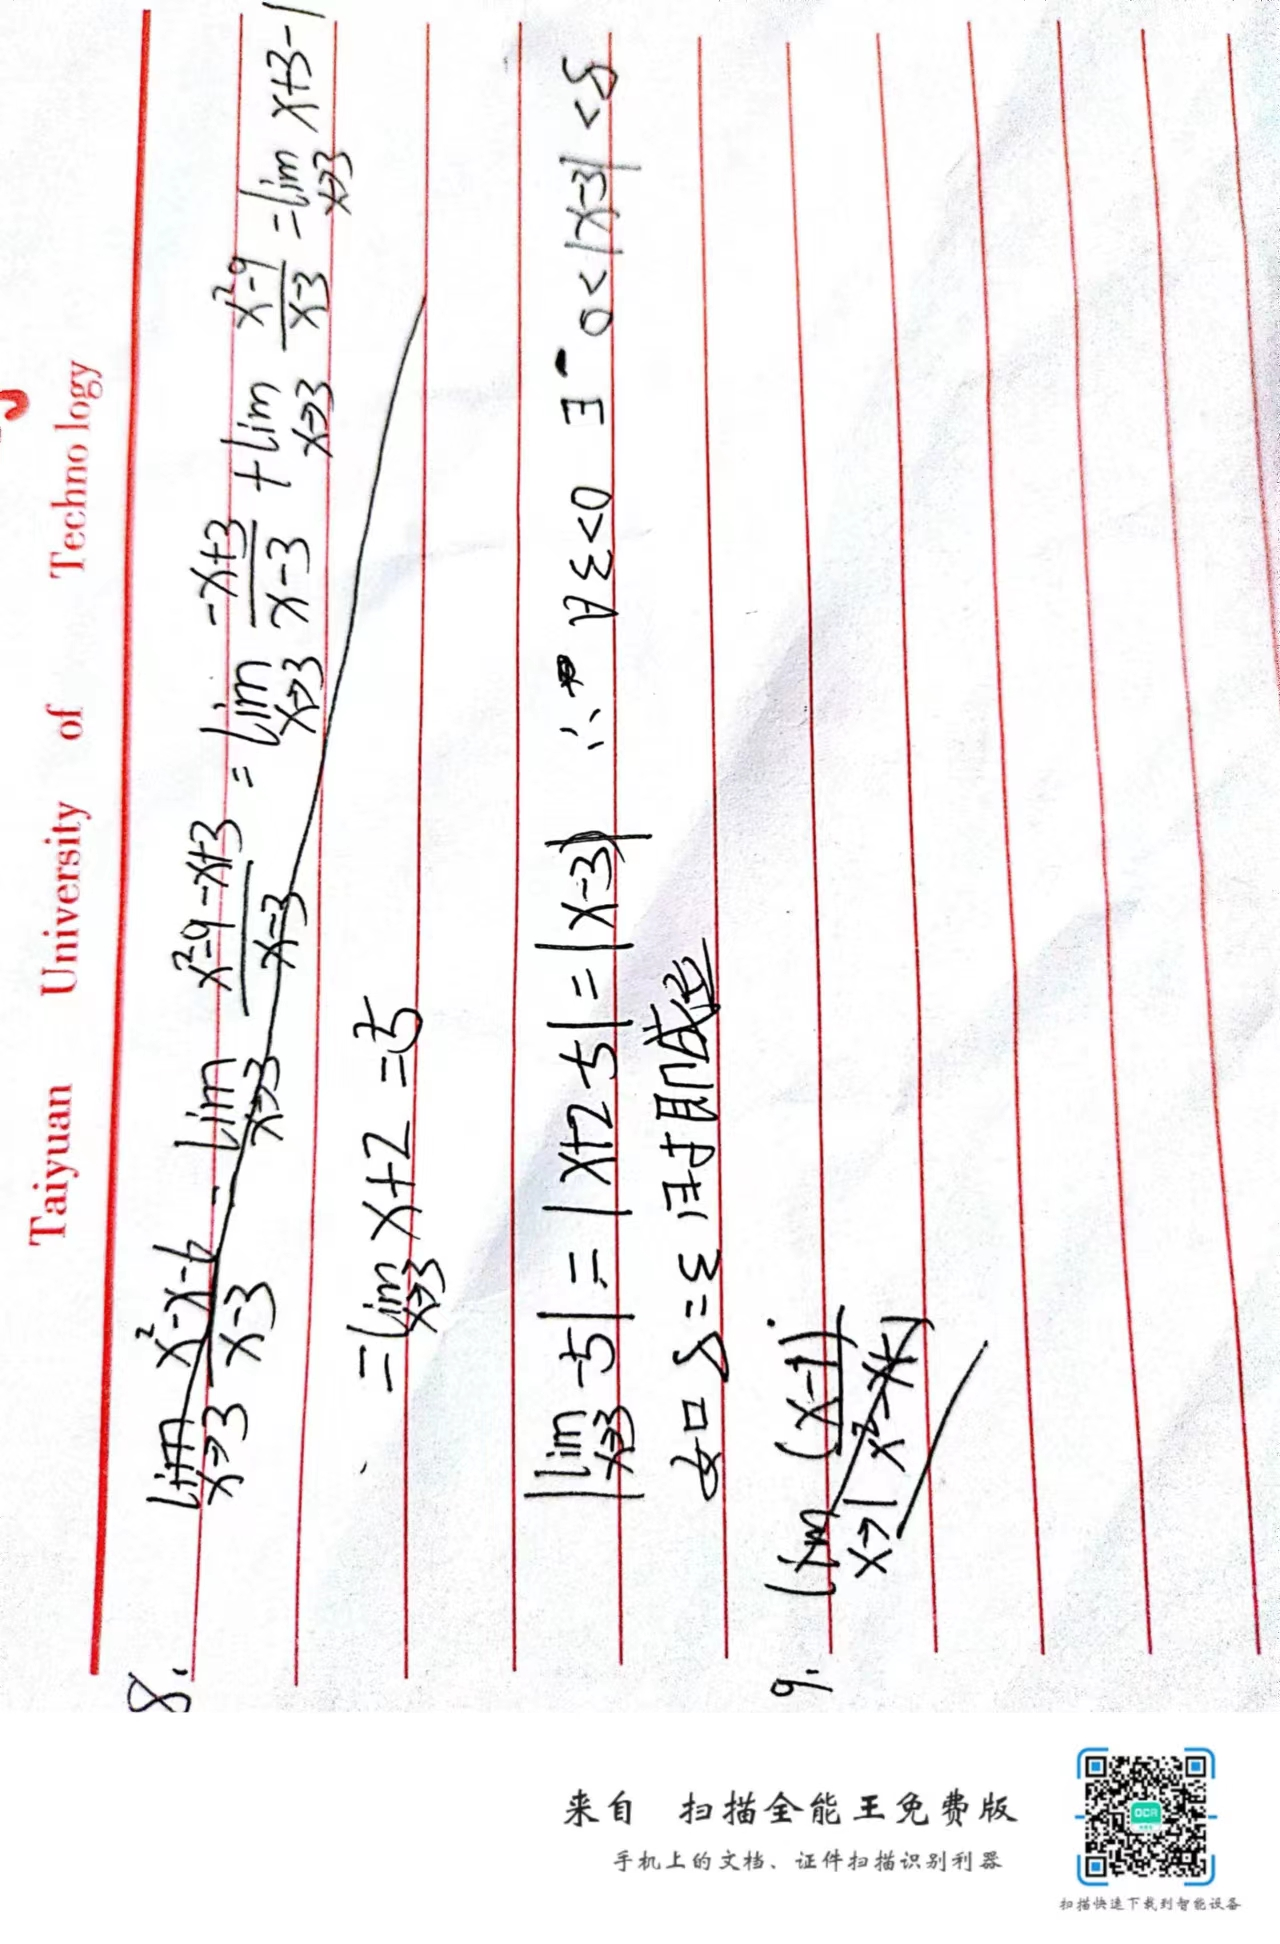 Taiyuan University of Technology
8. lim x→3 (x²-x-6)/(x-3) = lim x→3 (x²-9-x+3)/(x-3) = lim x→3 (-x+3)/(x-3) + lim x→3 (x²-9)/(x-3) = lim x→3 x+3-1
= lim x→3 x+2 = 5
|lim x→3 -5| = |x+2-5| = |x-3| ∴ ∀ε<0 ∃ 0<|x-3|<δ
如 δ=ε 时 即成立
9. lim x→1 (x-1)/
来自 扫描全能王免费版
手机上的文档、证件扫描识别利器
OCR
扫描快速下载到智能设备